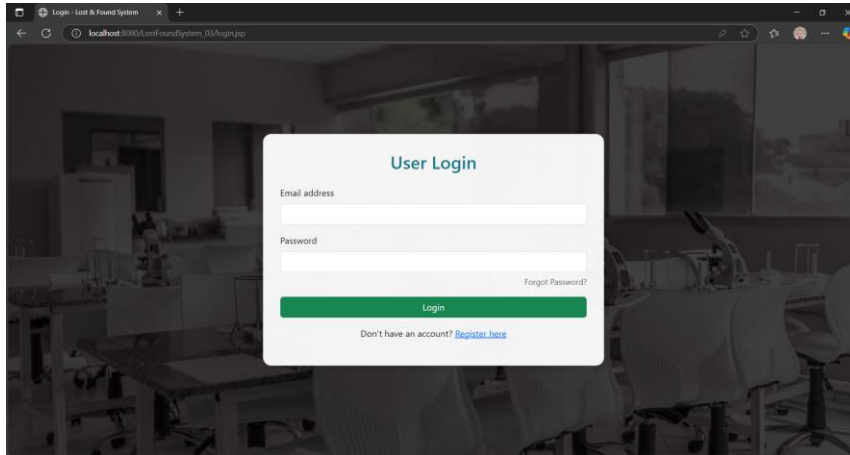 Login - Lost & Found System
localhost:8080/LostFoundSystem_03/login.jsp
User Login
Email address
Password
Forgot Password?
Login
Don't have an account? Register here